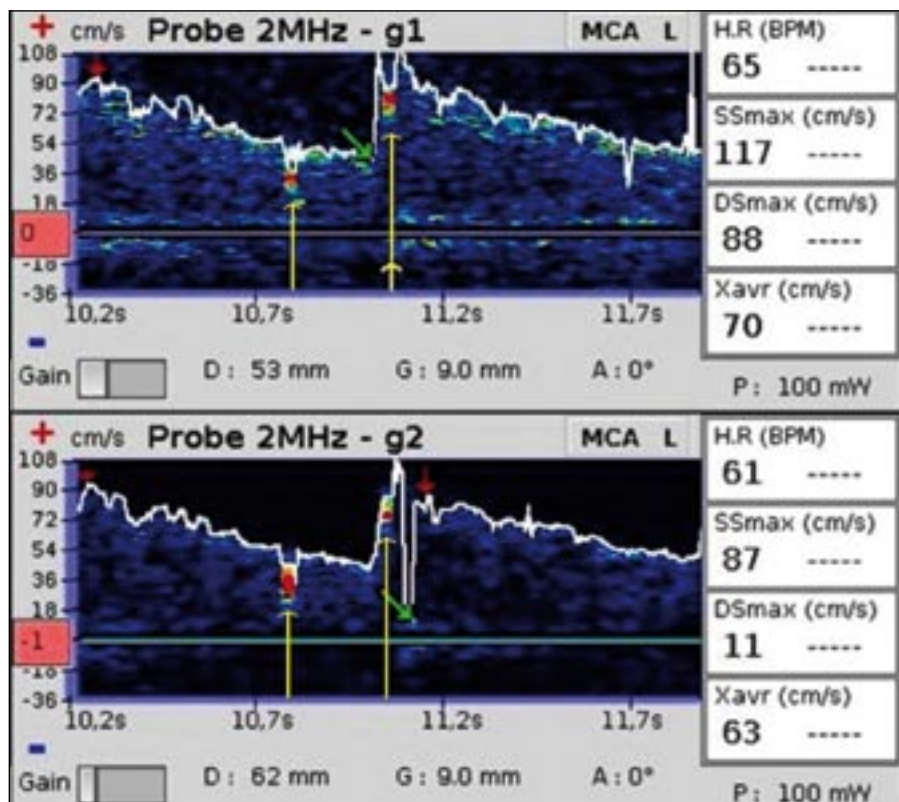 + cm/s Probe 2MHz - g1 MCA L
108
90
72
54
36
18
0
-18
-36
10,2s 10,7s 11,2s 11,7s
-
Gain D : 53 mm G : 9.0 mm A : 0°
H.R (BPM)
65 -----
SSmax (cm/s)
117 -----
DSmax (cm/s)
88 -----
Xavr (cm/s)
70 -----
P : 100 mW
+ cm/s Probe 2MHz - g2 MCA L
108
90
72
54
36
18
-1
-18
-36
10,2s 10,7s 11,2s 11,7s
-
Gain D : 62 mm G : 9.0 mm A : 0°
H.R (BPM)
61 -----
SSmax (cm/s)
87 -----
DSmax (cm/s)
11 -----
Xavr (cm/s)
63 -----
P : 100 mW